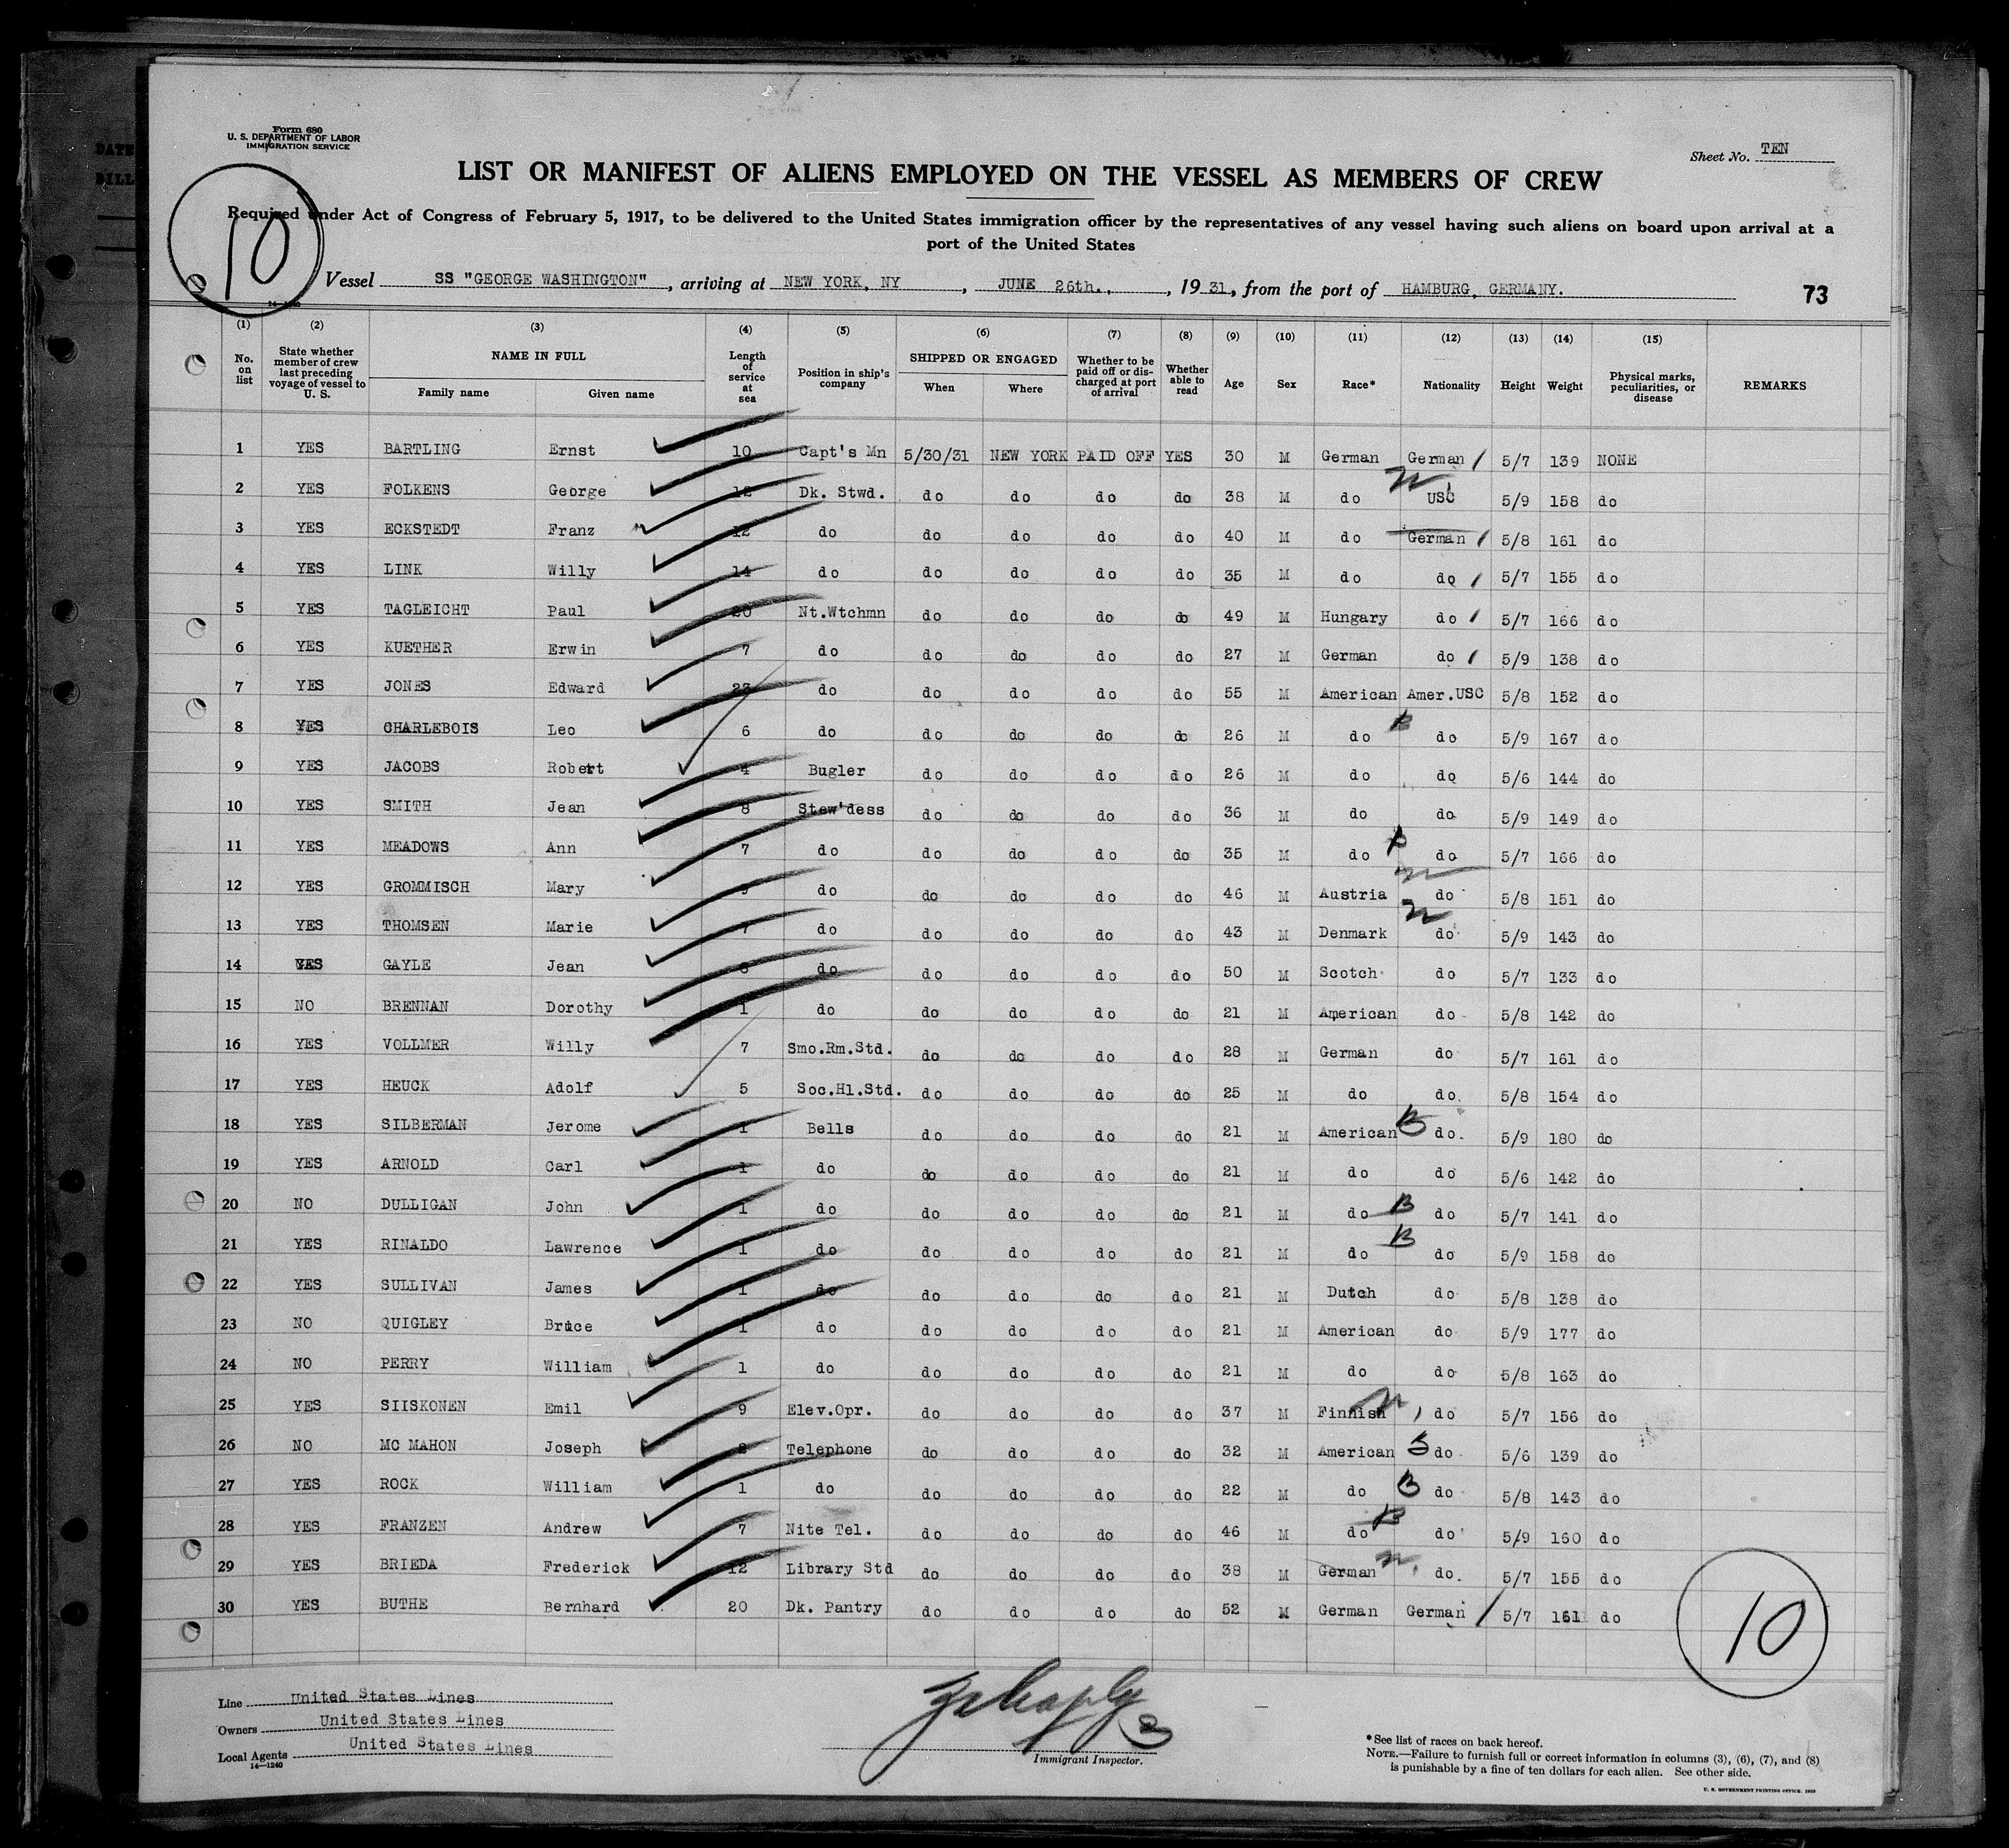 Form 680
U. S. DEPARTMENT OF LABOR
IMMIGRATION SERVICE
Sheet No. TEN
LIST OR MANIFEST OF ALIENS EMPLOYED ON THE VESSEL AS MEMBERS OF CREW
Required under Act of Congress of February 5, 1917, to be delivered to the United States immigration officer by the representatives of any vessel having such aliens on board upon arrival at a
port of the United States
10
Vessel SS "GEORGE WASHINGTON", arriving at NEW YORK, NY, JUNE 26th., 1931, from the port of HAMBURG, GERMANY. 73
(1) (2) (3) (4) (5) (6) (7) (8) (9) (10) (11) (12) (13) (14) (15)
No. on list State whether member of crew last preceding voyage of vessel to U. S. NAME IN FULL Family name Given name Length of service at sea Position in ship's company SHIPPED OR ENGAGED When Where Whether to be paid off or discharged at port of arrival Whether able to read Age Sex Race* Nationality Height Weight Physical marks, peculiarities, or disease REMARKS
1 YES BARTLING Ernst 10 Capt's Mn 5/30/31 NEW YORK PAID OFF YES 30 M German German 5/7 139 NONE
2 YES FOLKENS George 12 Dk. Stwd. do do do do 38 M do USC 5/9 158 do
3 YES ECKSTEDT Franz 12 do do do do do 40 M do German 5/8 161 do
4 YES LINK Willy 14 do do do do do 35 M do do 5/7 155 do
5 YES TAGLEICHT Paul 20 Nt.Wtchmn do do do do 49 M Hungary do 5/7 166 do
6 YES KUETHER Erwin 7 do do do do do 27 M German do 5/9 138 do
7 YES JONES Edward 23 do do do do do 55 M American Amer.USC 5/8 152 do
8 YES CHARLEBOIS Leo 6 do do do do do 26 M do do 5/9 167 do
9 YES JACOBS Robert 4 Bugler do do do do 26 M do do 5/6 144 do
10 YES SMITH Jean 8 Stew'dess do do do do 36 M do do 5/9 149 do
11 YES MEADOWS Ann 7 do do do do do 35 M do do 5/7 166 do
12 YES GROMMISCH Mary do do do do do 46 M Austria do 5/8 151 do
13 YES THOMSEN Marie 7 do do do do do 43 M Denmark do 5/9 143 do
14 YES GAYLE Jean do do do do do 50 M Scotch do 5/7 133 do
15 NO BRENNAN Dorothy 1 do do do do do 21 M American do 5/8 142 do
16 YES VOLLMER Willy 7 Smo.Rm.Std. do do do do 28 M German do 5/7 161 do
17 YES HEUCK Adolf 5 Soc.Hl.Std. do do do do 25 M do do 5/8 154 do
18 YES SILBERMAN Jerome 1 Bells do do do do 21 M American B do 5/9 180 do
19 YES ARNOLD Carl 1 do do do do do 21 M do do 5/6 142 do
20 NO DULLIGAN John 1 do do do do do 21 M do B do 5/7 141 do
21 YES RINALDO Lawrence 1 do do do do do 21 M do B do 5/9 158 do
22 YES SULLIVAN James 1 do do do do do 21 M Dutch do 5/8 138 do
23 NO QUIGLEY Bruce 1 do do do do do 21 M American do 5/9 177 do
24 NO PERRY William 1 do do do do do 21 M do do 5/8 163 do
25 YES SIISKONEN Emil 9 Elev.Opr. do do do do 37 M Finnish do 5/7 156 do
26 NO MC MAHON Joseph Telephone do do do do 32 M American do 5/6 139 do
27 YES ROCK William 1 do do do do do 22 M do B do 5/8 143 do
28 YES FRANZEN Andrew 7 Nite Tel. do do do do 46 M do B do 5/9 160 do
29 YES BRIEDA Frederick 12 Library Std do do do do 38 M German do. 5/7 155 do
30 YES BUTHE Bernhard 20 Dk. Pantry do do do do 52 M German German 5/7 161 do
10
Line United States Lines
Owners United States Lines
Local Agents United States Lines
14—1240
Immigrant Inspector.
*See list of races on back hereof.
NOTE.—Failure to furnish full or correct information in columns (3), (6), (7), and (8)
is punishable by a fine of ten dollars for each alien. See other side.